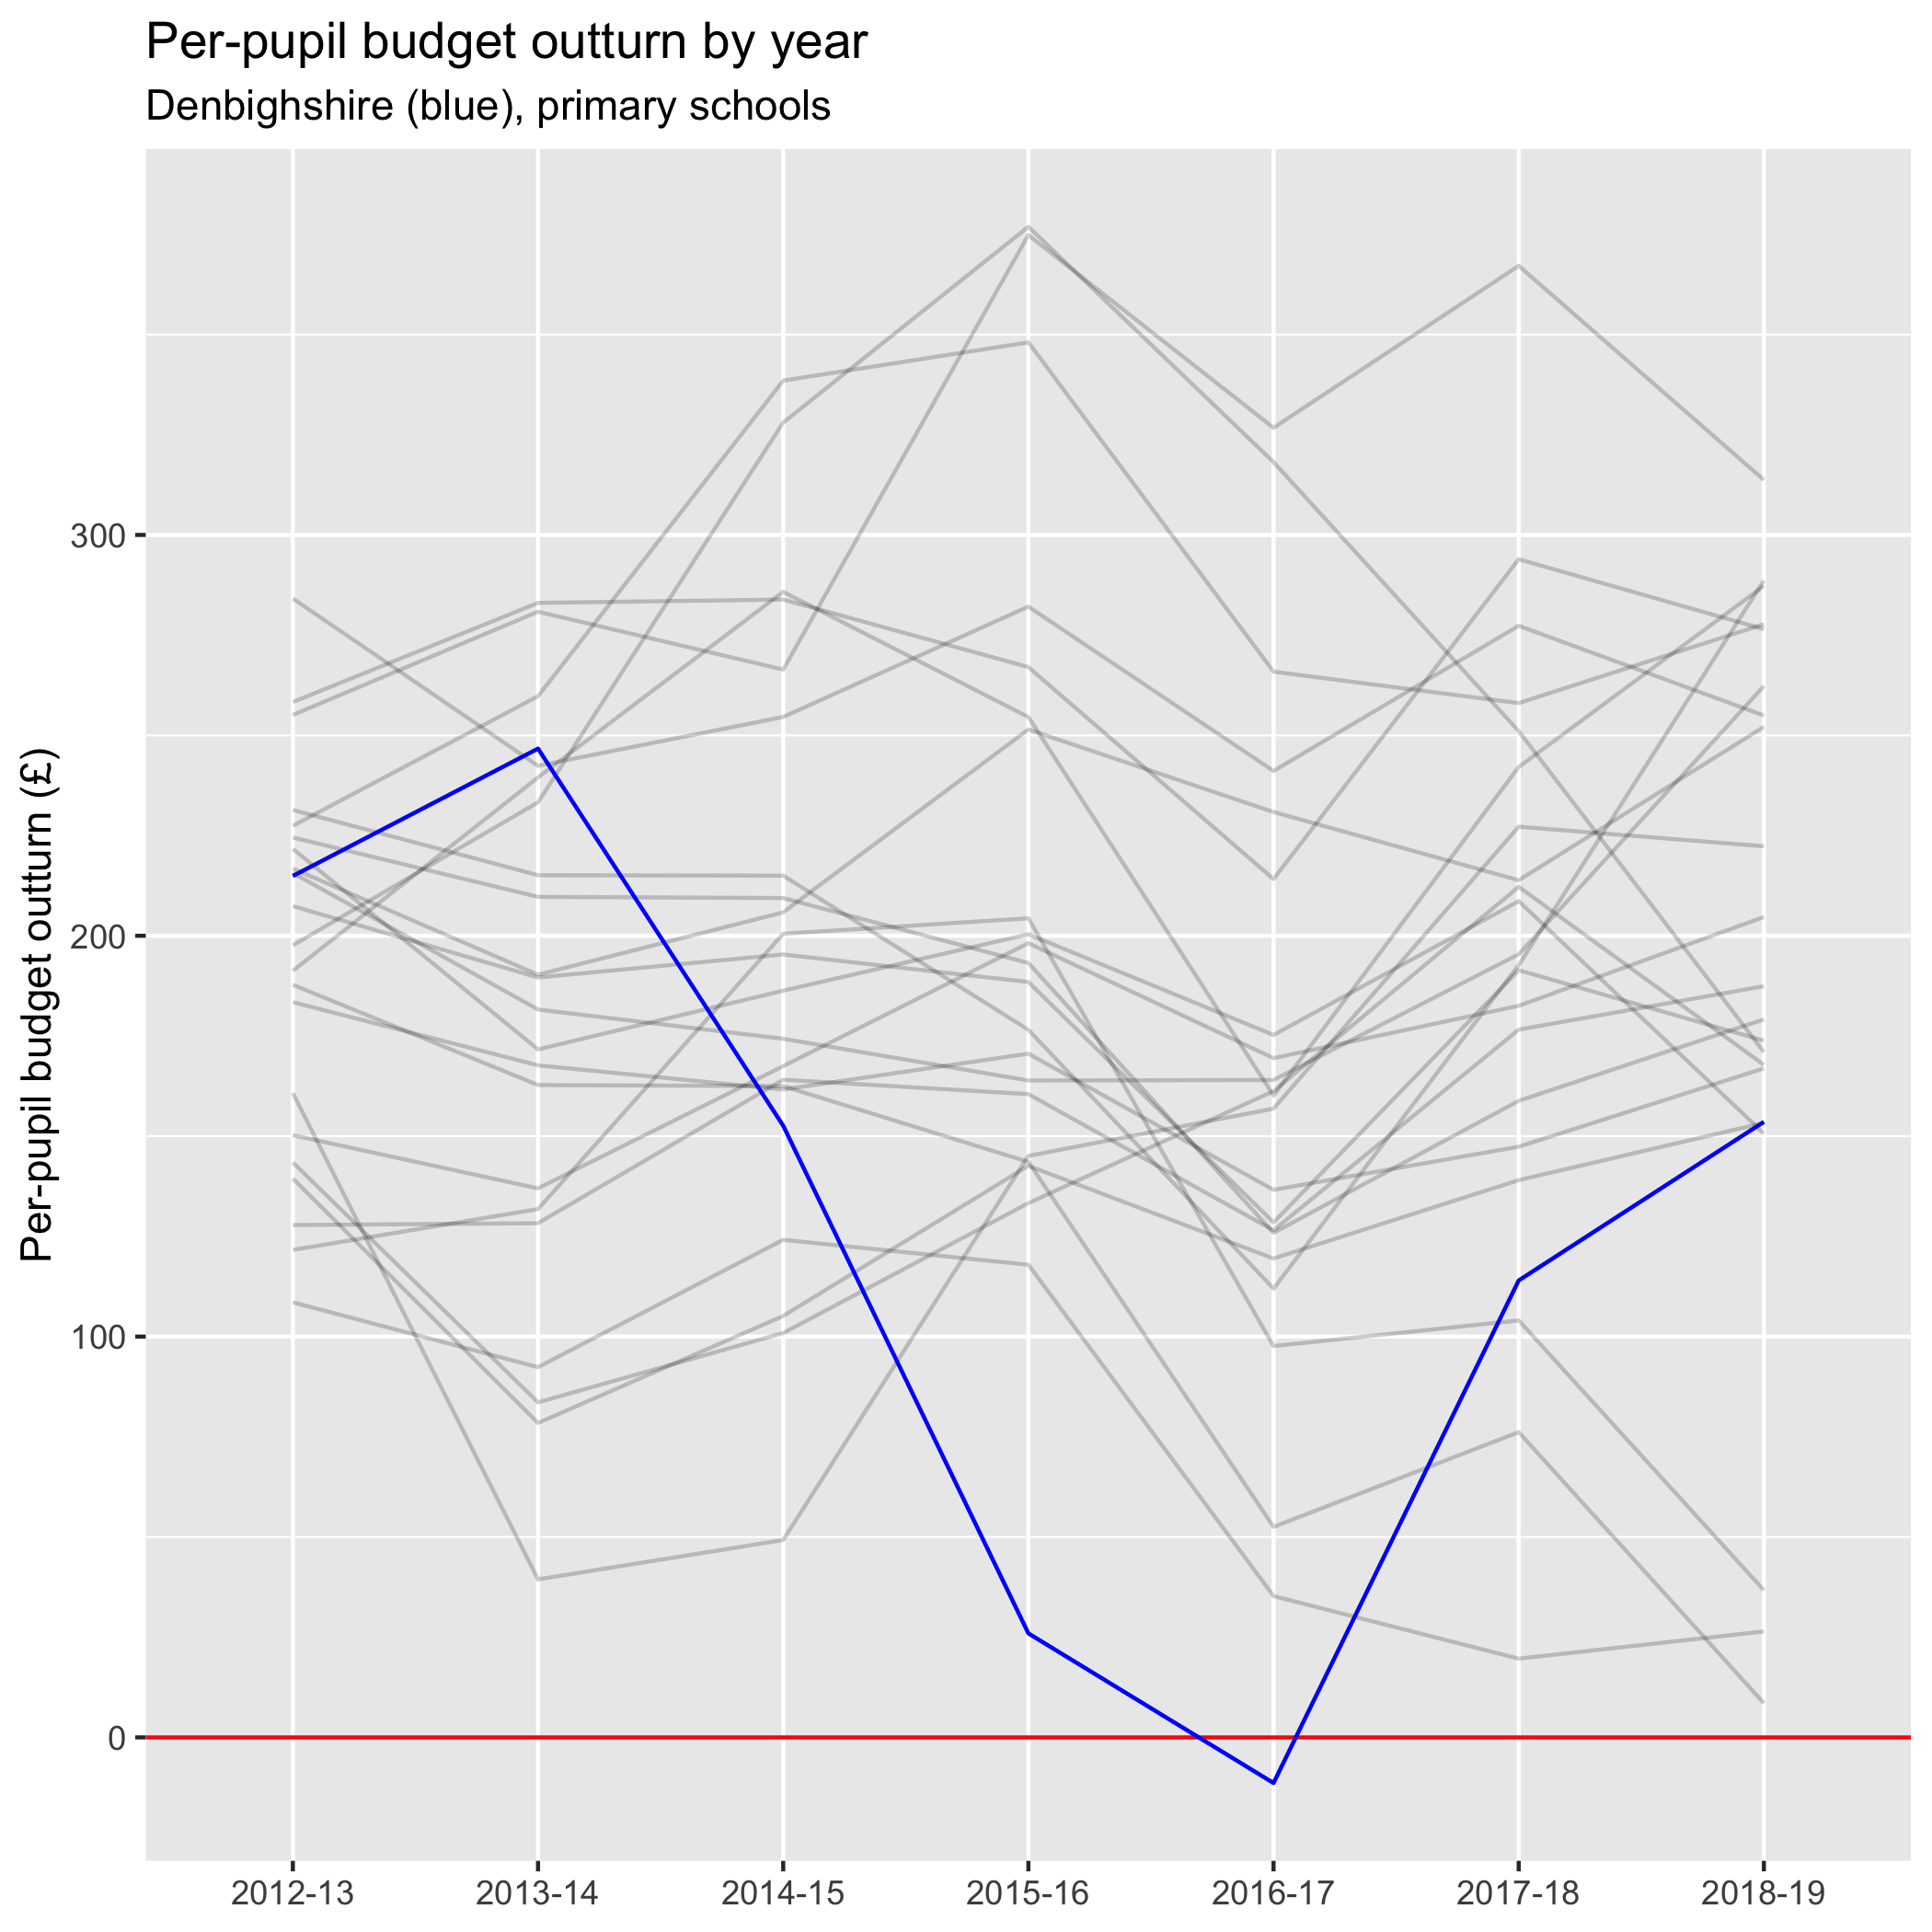 Per-pupil budget outturn by year
Denbighshire (blue), primary schools
Per-pupil budget outturn (£)
300
200
100
0
2012-13 2013-14 2014-15 2015-16 2016-17 2017-18 2018-19